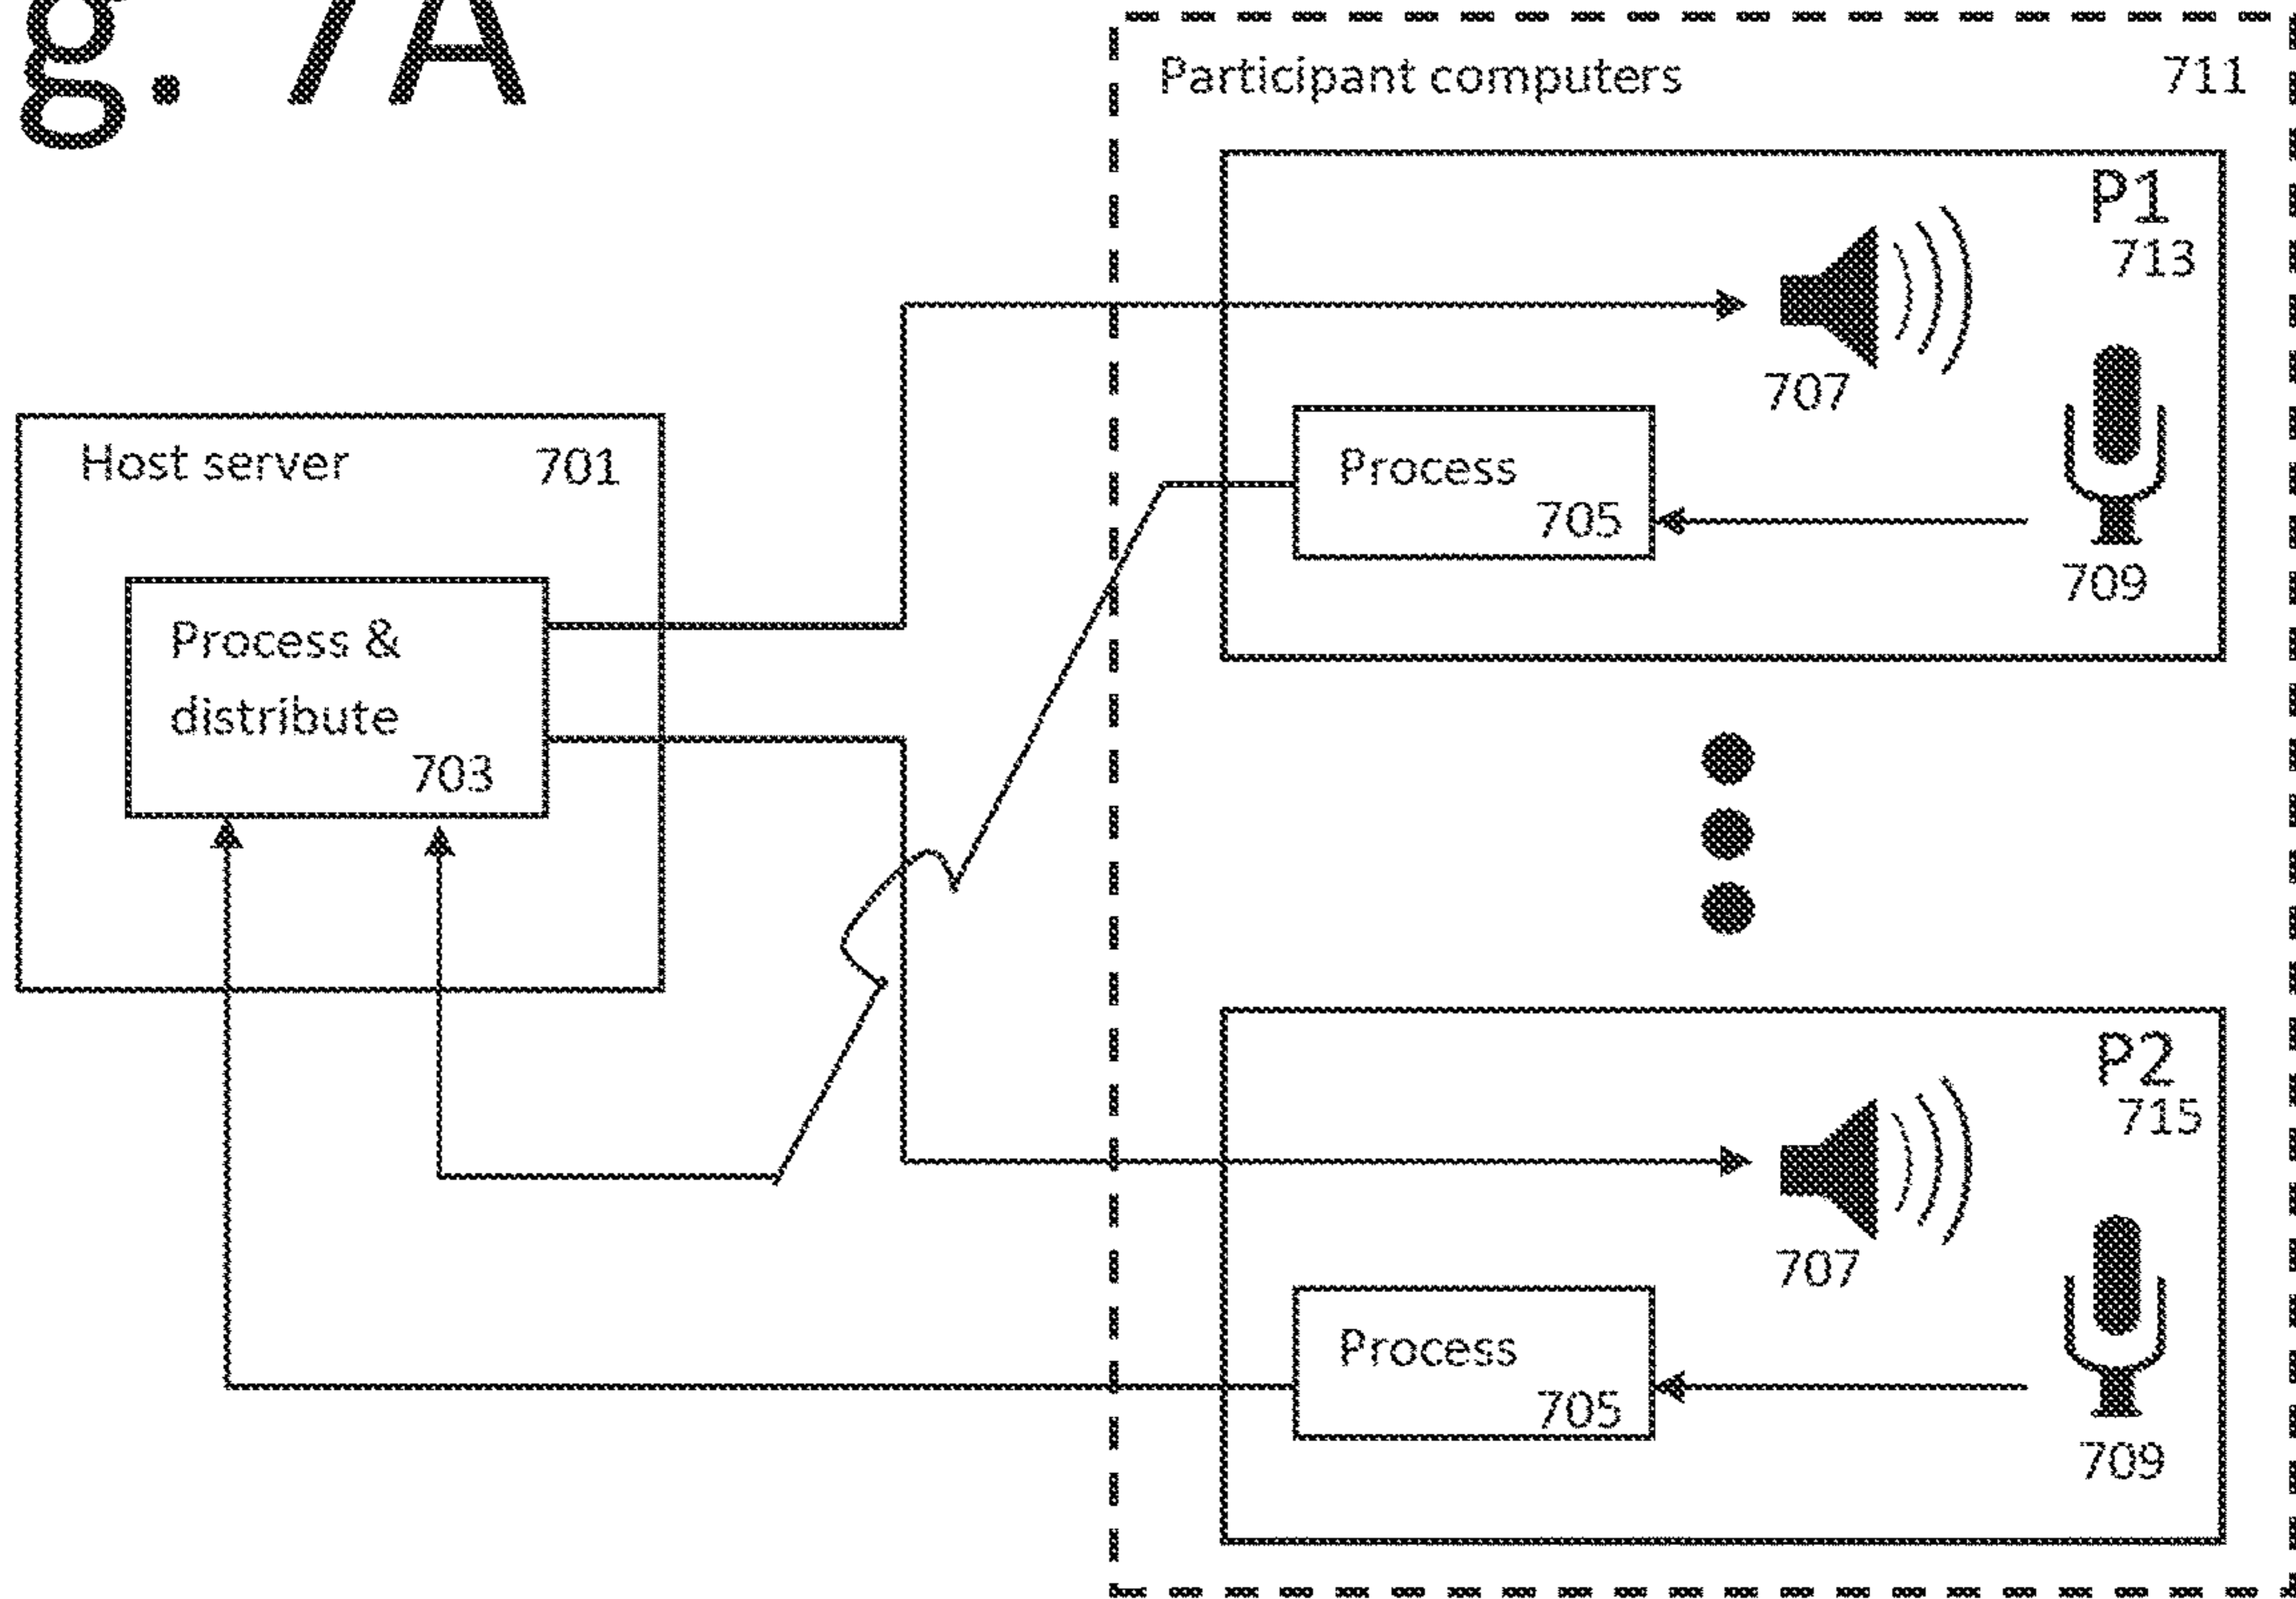 g. 7A
Participant computers 711
P1
713
707
Process
705
709
Host server 701
Process &
distribute
703
P2
715
707
Process
705
709